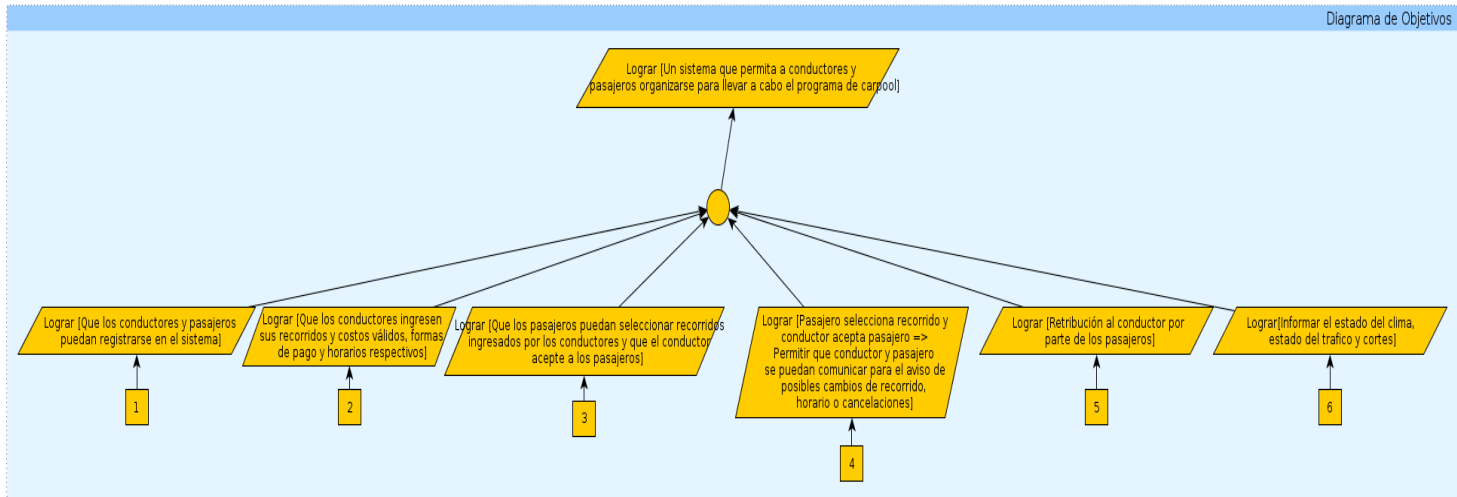 Diagrama de Objetivos
Lograr [Un sistema que permita a conductores y
pasajeros organizarse para llevar a cabo el programa de carpool]
Lograr [Que los conductores y pasajeros
puedan registrarse en el sistema]
Lograr [Que los conductores ingresen
sus recorridos y costos válidos, formas
de pago y horarios respectivos]
Lograr [Que los pasajeros puedan seleccionar recorridos
ingresados por los conductores y que el conductor
acepte a los pasajeros]
Lograr [Pasajero selecciona recorrido y
conductor acepta pasajero =>
Permitir que conductor y pasajero
se puedan comunicar para el aviso de
posibles cambios de recorrido,
horario o cancelaciones]
Lograr [Retribución al conductor por
parte de los pasajeros]
Lograr[Informar el estado del clima,
estado del trafico y cortes]
1
2
3
4
5
6